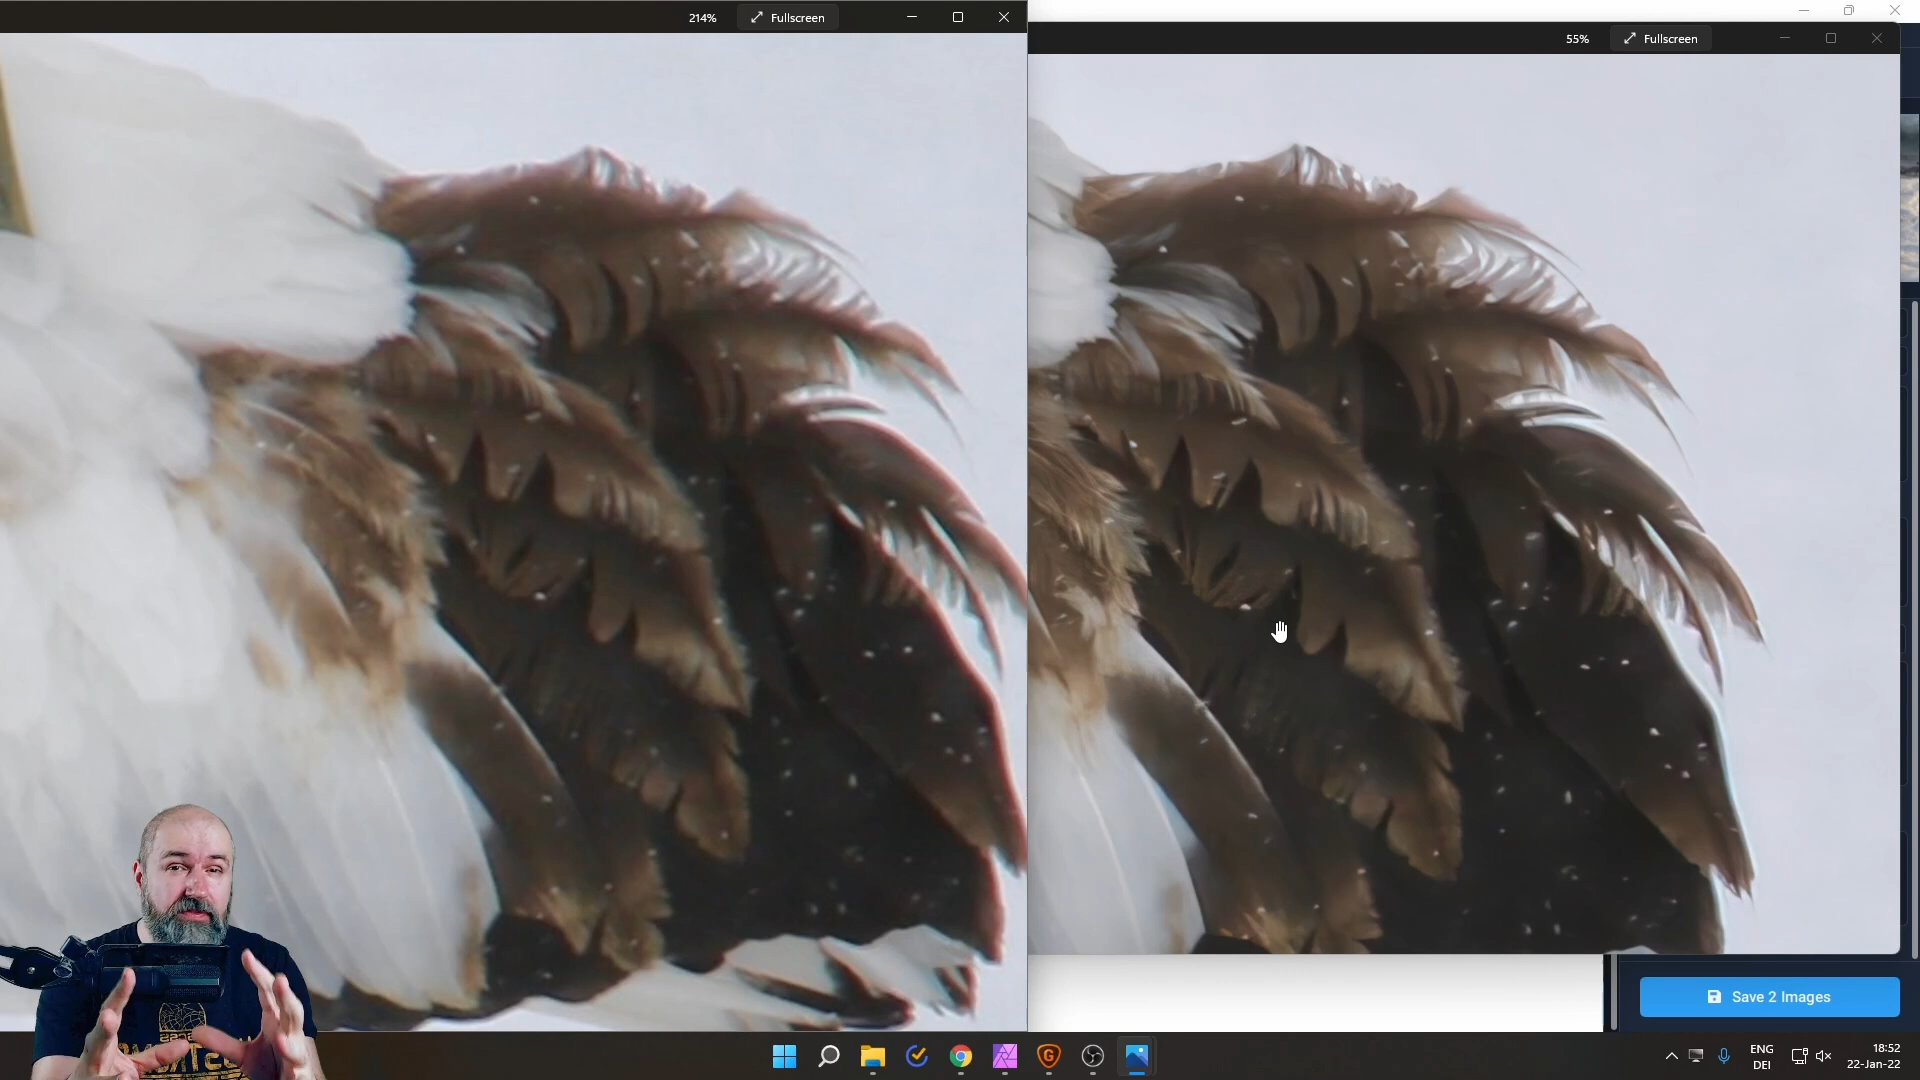 214%
Fullscreen
55%
Fullscreen
Save 2 Images
ENG
DEI
18:52
22-Jan-22